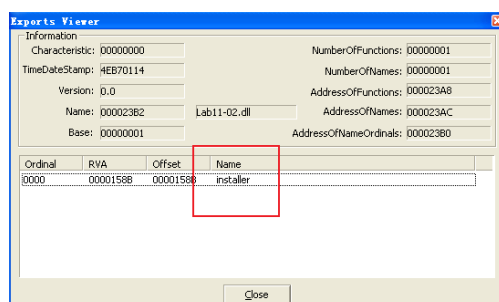 Exports Viewer
Information
Characteristic: 00000000 NumberOfFunctions: 00000001
TimeDateStamp: 4EB70114 NumberOfNames: 00000001
Version: 0.0 AddressOfFunctions: 000023A8
Name: 000023B2 Lab11-02.dll AddressOfNames: 000023AC
Base: 00000001 AddressOfNameOrdinals: 000023B0
Ordinal RVA Offset Name
0000 0000158B 0000158B installer
Close